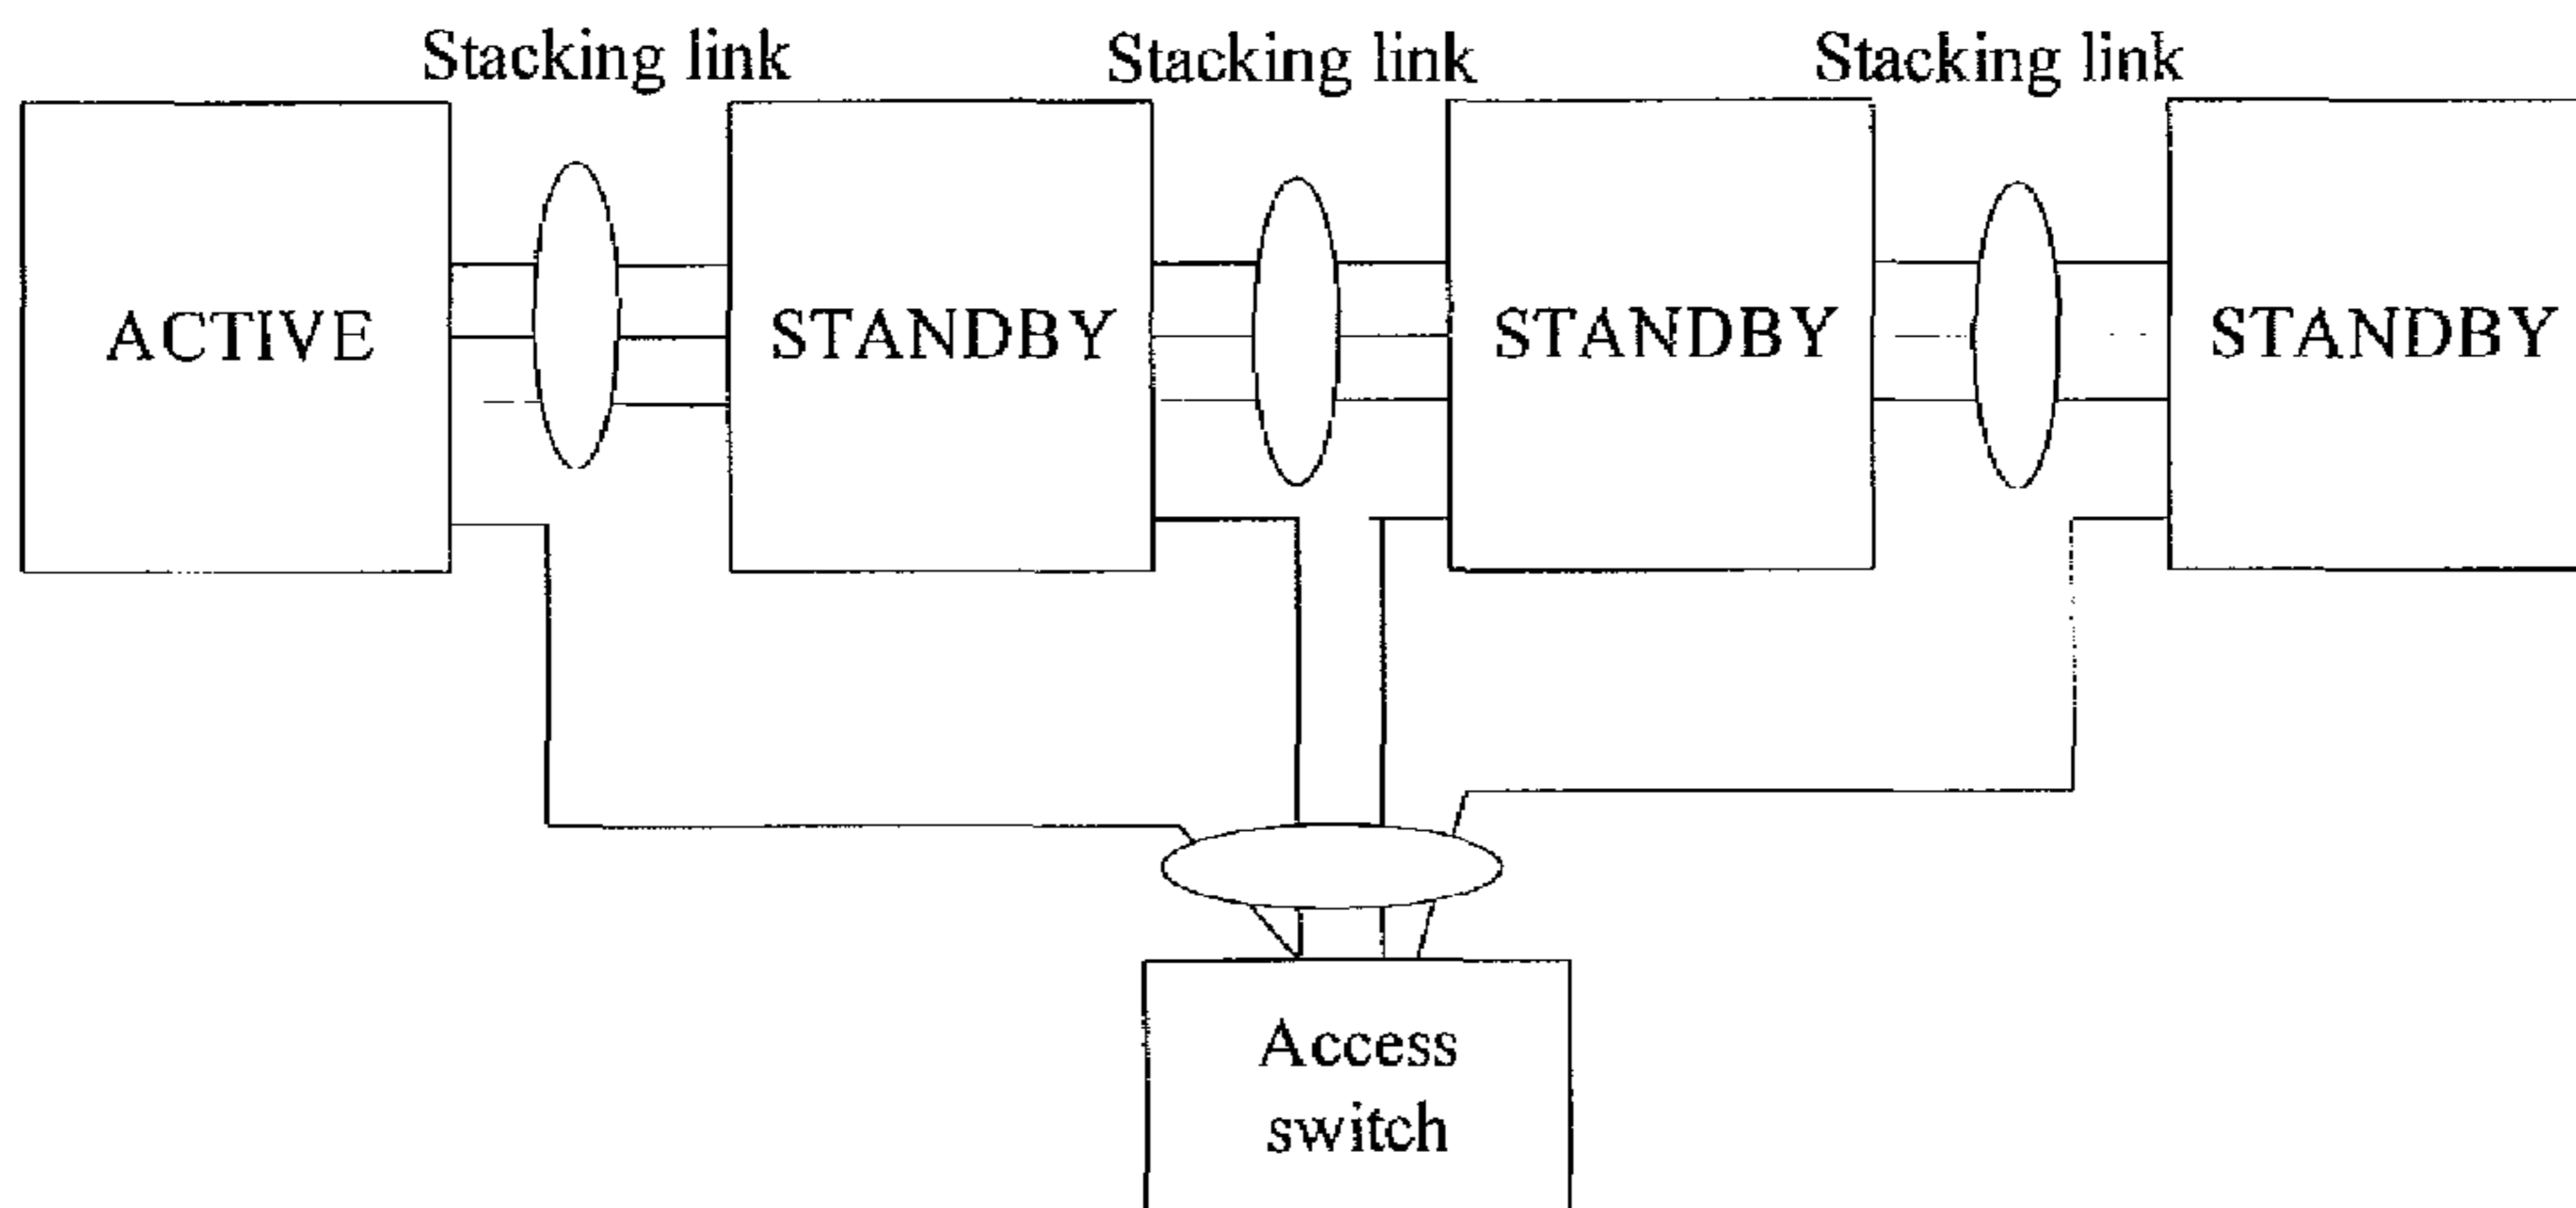 Stacking link
Stacking link
Stacking link
ACTIVE
STANDBY
STANDBY
STANDBY
Access
switch